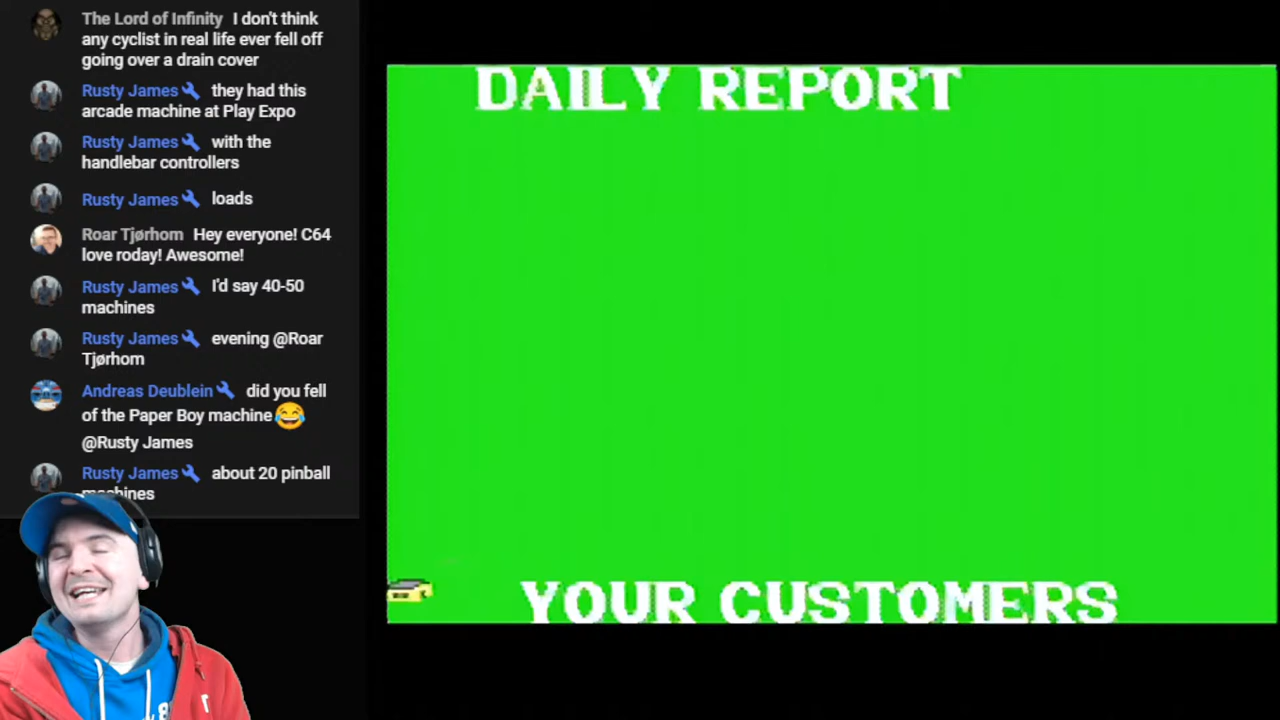 The Lord of Infinity I don't think
any cyclist in real life ever fell off
going over a drain cover
Rusty James they had this
arcade machine at Play Expo
Rusty James with the
handlebar controllers
Rusty James loads
Roar Tjørhom Hey everyone! C64
love roday! Awesome!
Rusty James I'd say 40-50
machines
Rusty James evening @Roar
Tjørhom
Andreas Deublein did you fell
of the Paper Boy machine😂
@Rusty James
Rusty James about 20 pinball
machines
DAILY REPORT
YOUR CUSTOMERS